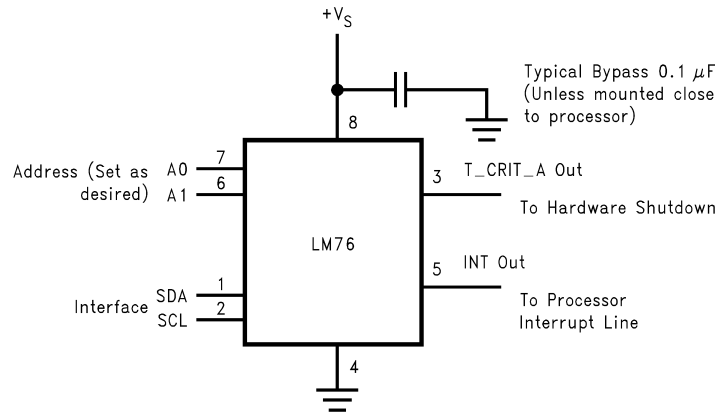 +VS
Typical Bypass 0.1 μF
(Unless mounted close
to processor)
8
Address (Set as
desired)
A0
7
A1
6
3
T_CRIT_A Out
To Hardware Shutdown
LM76
5
INT Out
To Processor
Interrupt Line
Interface
SDA
1
SCL
2
4